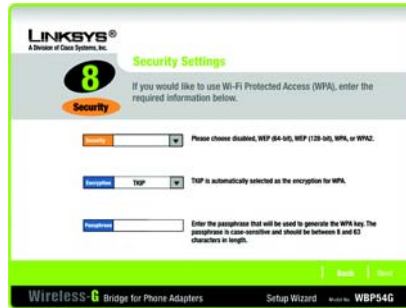 LINKSYS®
A Division of Cisco Systems, Inc.
8
Security
Security Settings
If you would like to use Wi-Fi Protected Access (WPA), enter the
required information below.
Security
Please choose disabled, WEP (64-bit), WEP (128-bit), WPA, or WPA2.
Encryption
TKIP
TKIP is automatically selected as the encryption for WPA.
Passphrase
Enter the passphrase that will be used to generate the WPA key. The
passphrase is case-sensitive and should be between 8 and 63
characters in length.
Back
Next
Wireless-G Bridge for Phone Adapters
Setup Wizard
Model No. WBP54G